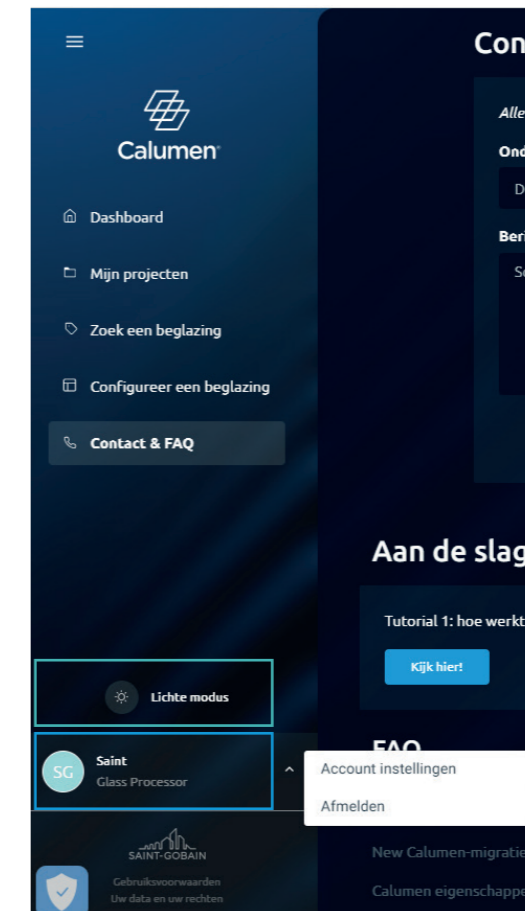 Calumen
Dashboard
Mijn projecten
Zoek een beglazing
Configureer een beglazing
Contact & FAQ
Lichte modus
SG
Saint
Glass Processor
SAINT-GOBAIN
Gebruiksvoorwaarden
Uw data en uw rechten
Con
Alle
Ond
D
Beri
Aan de slag
Tutorial 1: hoe werkt
Kijk hier!
FAQ
Account instellingen
Afmelden
New Calumen-migratie
Calumen eigenschappe